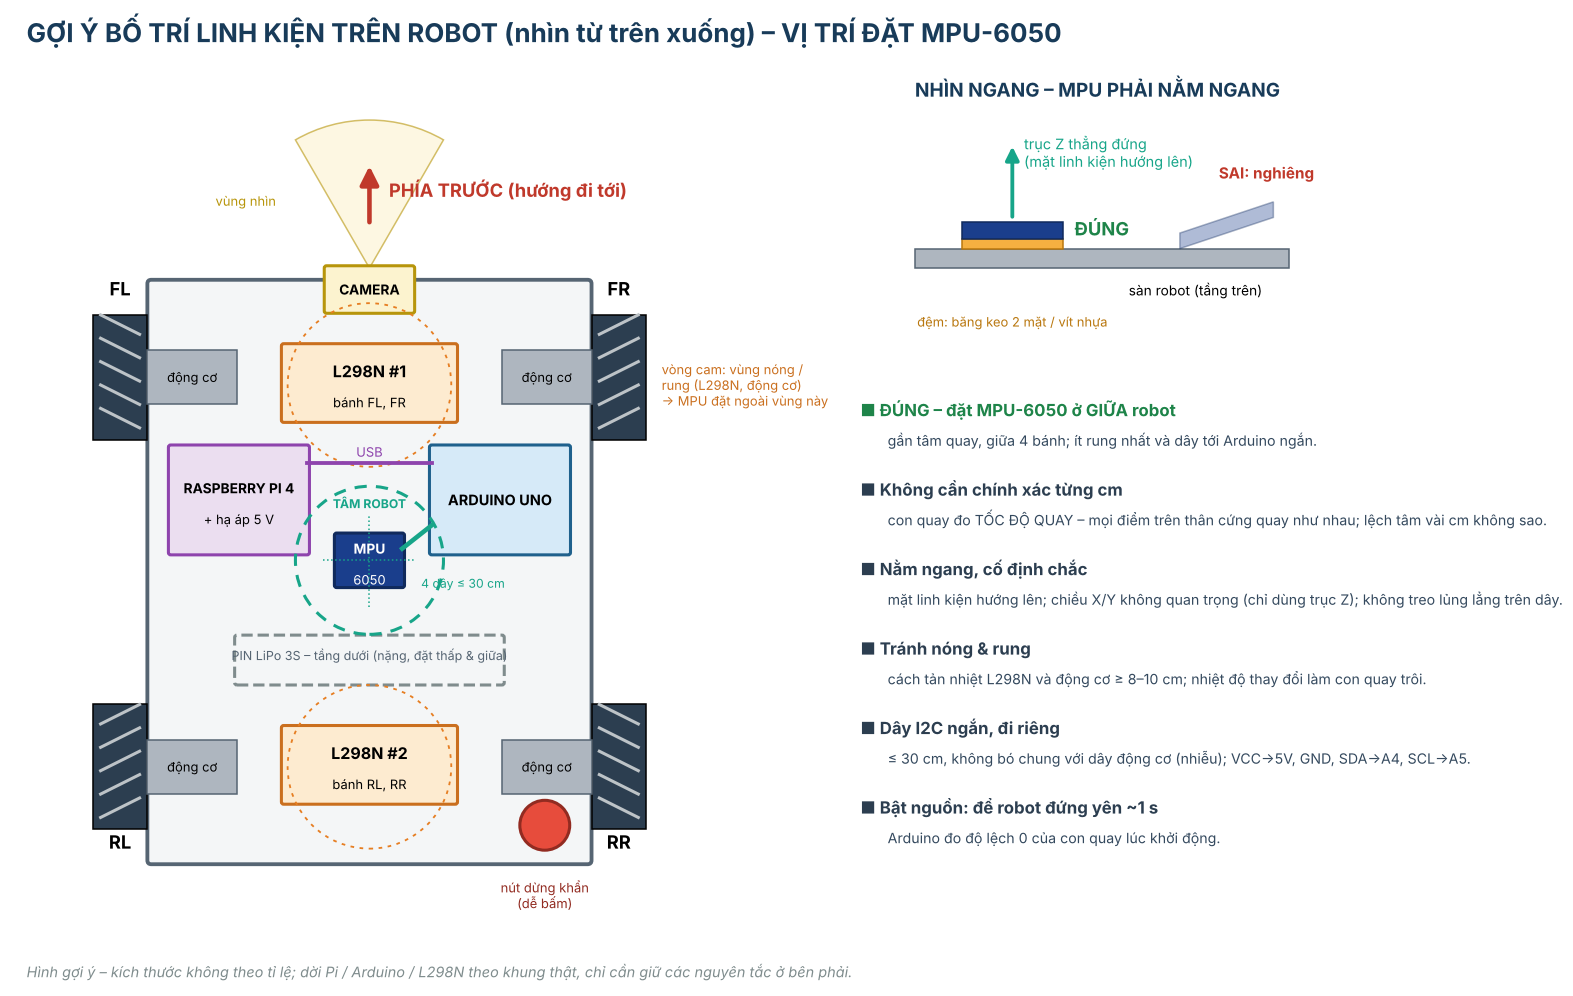 GỢI Ý BỐ TRÍ LINH KIỆN TRÊN ROBOT (nhìn từ trên xuống) – VỊ TRÍ ĐẶT MPU-6050
vùng nhìn
PHÍA TRƯỚC (hướng đi tới)
CAMERA
FL
FR
động cơ
L298N #1
bánh FL, FR
động cơ
vòng cam: vùng nóng /
rung (L298N, động cơ)
→ MPU đặt ngoài vùng này
USB
RASPBERRY PI 4
+ hạ áp 5 V
TÂM ROBOT
ARDUINO UNO
MPU
6050
4 dây ≤ 30 cm
PIN LiPo 3S – tầng dưới (nặng, đặt thấp & giữa)
động cơ
L298N #2
bánh RL, RR
động cơ
RL
RR
nút dừng khẩn
(dễ bấm)
NHÌN NGANG – MPU PHẢI NẰM NGANG
trục Z thẳng đứng
(mặt linh kiện hướng lên)
SAI: nghiêng
ĐÚNG
sàn robot (tầng trên)
đệm: băng keo 2 mặt / vít nhựa
■ ĐÚNG – đặt MPU-6050 ở GIỮA robot
gần tâm quay, giữa 4 bánh; ít rung nhất và dây tới Arduino ngắn.
■ Không cần chính xác từng cm
con quay đo TỐC ĐỘ QUAY – mọi điểm trên thân cứng quay như nhau; lệch tâm vài cm không sao.
■ Nằm ngang, cố định chắc
mặt linh kiện hướng lên; chiều X/Y không quan trọng (chỉ dùng trục Z); không treo lủng lẳng trên dây.
■ Tránh nóng & rung
cách tản nhiệt L298N và động cơ ≥ 8–10 cm; nhiệt độ thay đổi làm con quay trôi.
■ Dây I2C ngắn, đi riêng
≤ 30 cm, không bó chung với dây động cơ (nhiễu); VCC→5V, GND, SDA→A4, SCL→A5.
■ Bật nguồn: để robot đứng yên ~1 s
Arduino đo độ lệch 0 của con quay lúc khởi động.
Hình gợi ý – kích thước không theo tỉ lệ; dời Pi / Arduino / L298N theo khung thật, chỉ cần giữ các nguyên tắc ở bên phải.